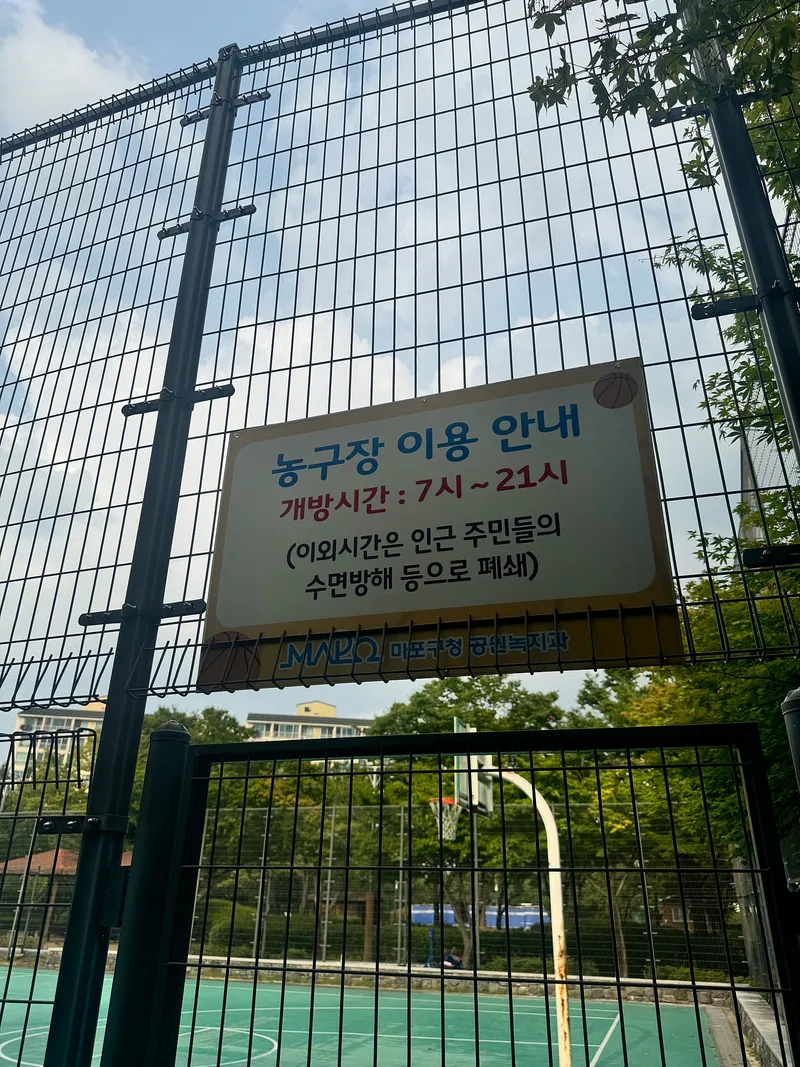 농구장 이용 안내
개방시간 : 7시~21시
(이외시간은 인근 주민들의
수면방해 등으로 폐쇄)
MAPO 마포구청 공원녹지과